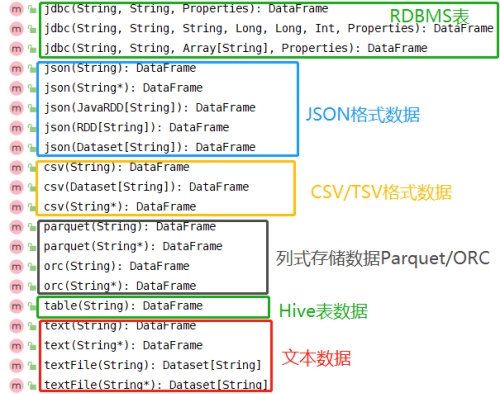 m jdbc(String, String, Properties): DataFrame RDBMS表
m jdbc(String, String, String, Long, Long, Int, Properties): DataFrame
m jdbc(String, String, Array[String], Properties): DataFrame
m json(String): DataFrame
m json(String*): DataFrame
m json(JavaRDD[String]): DataFrame JSON格式数据
m json(RDD[String]): DataFrame
m json(Dataset[String]): DataFrame
m csv(String): DataFrame
m csv(Dataset[String]): DataFrame CSV/TSV格式数据
m csv(String*): DataFrame
m parquet(String): DataFrame
m parquet(String*): DataFrame 列式存储数据Parquet/ORC
m orc(String): DataFrame
m orc(String*): DataFrame
m table(String): DataFrame Hive表数据
m text(String): DataFrame
m text(String*): DataFrame 文本数据
m textFile(String): Dataset[String]
m textFile(String*): Dataset[String]